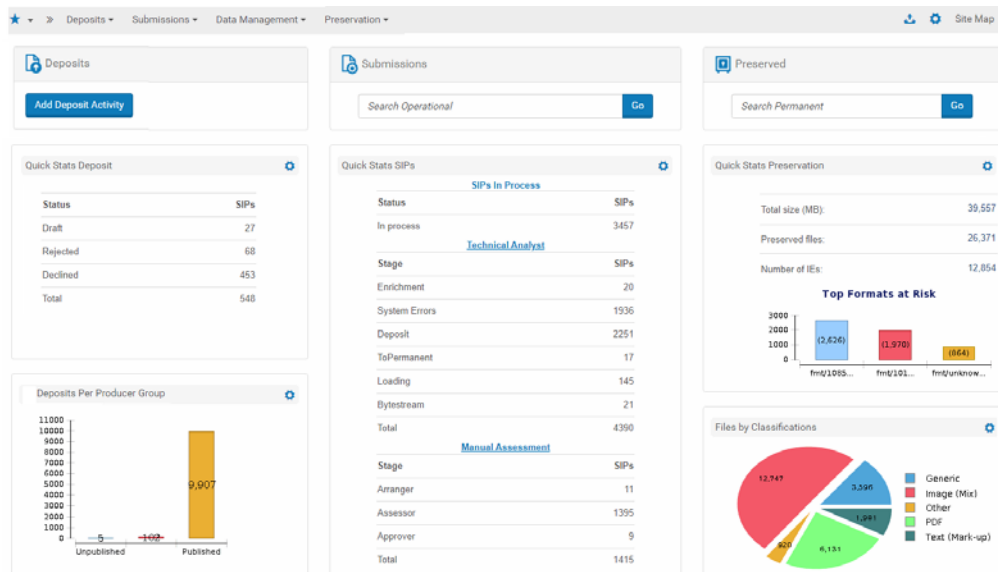 Deposits Submissions Data Management Preservation Site Map
Deposits
Add Deposit Activity
Submissions
Search Operational Go
Preserved
Search Permanent Go
Quick Stats Deposit
Status SIPs
Draft 27
Rejected 68
Declined 453
Total 548
Deposits Per Producer Group
11000
10000
9000
8000
7000
6000
5000
4000
3000
2000
1000
0
5 102 9,907
Unpublished Published
Quick Stats SIPs
SIPs In Process
Status SIPs
In process 3457
Technical Analyst
Stage SIPs
Enrichment 20
System Errors 1936
Deposit 2251
ToPermanent 17
Loading 145
Bytestream 21
Total 4390
Manual Assessment
Stage SIPs
Arranger 11
Assessor 1395
Approver 9
Total 1415
Quick Stats Preservation
Total size (MB): 39,557
Preserved files: 26,371
Number of IEs: 12,854
Top Formats at Risk
3000
2000
1000
0
(2,626) (1,970) (864)
fmt/1085... fmt/101... fmt/unknow...
Files by Classifications
12,747
3,596
1,991
6,131
920
Generic
Image (Mix)
Other
PDF
Text (Mark-up)